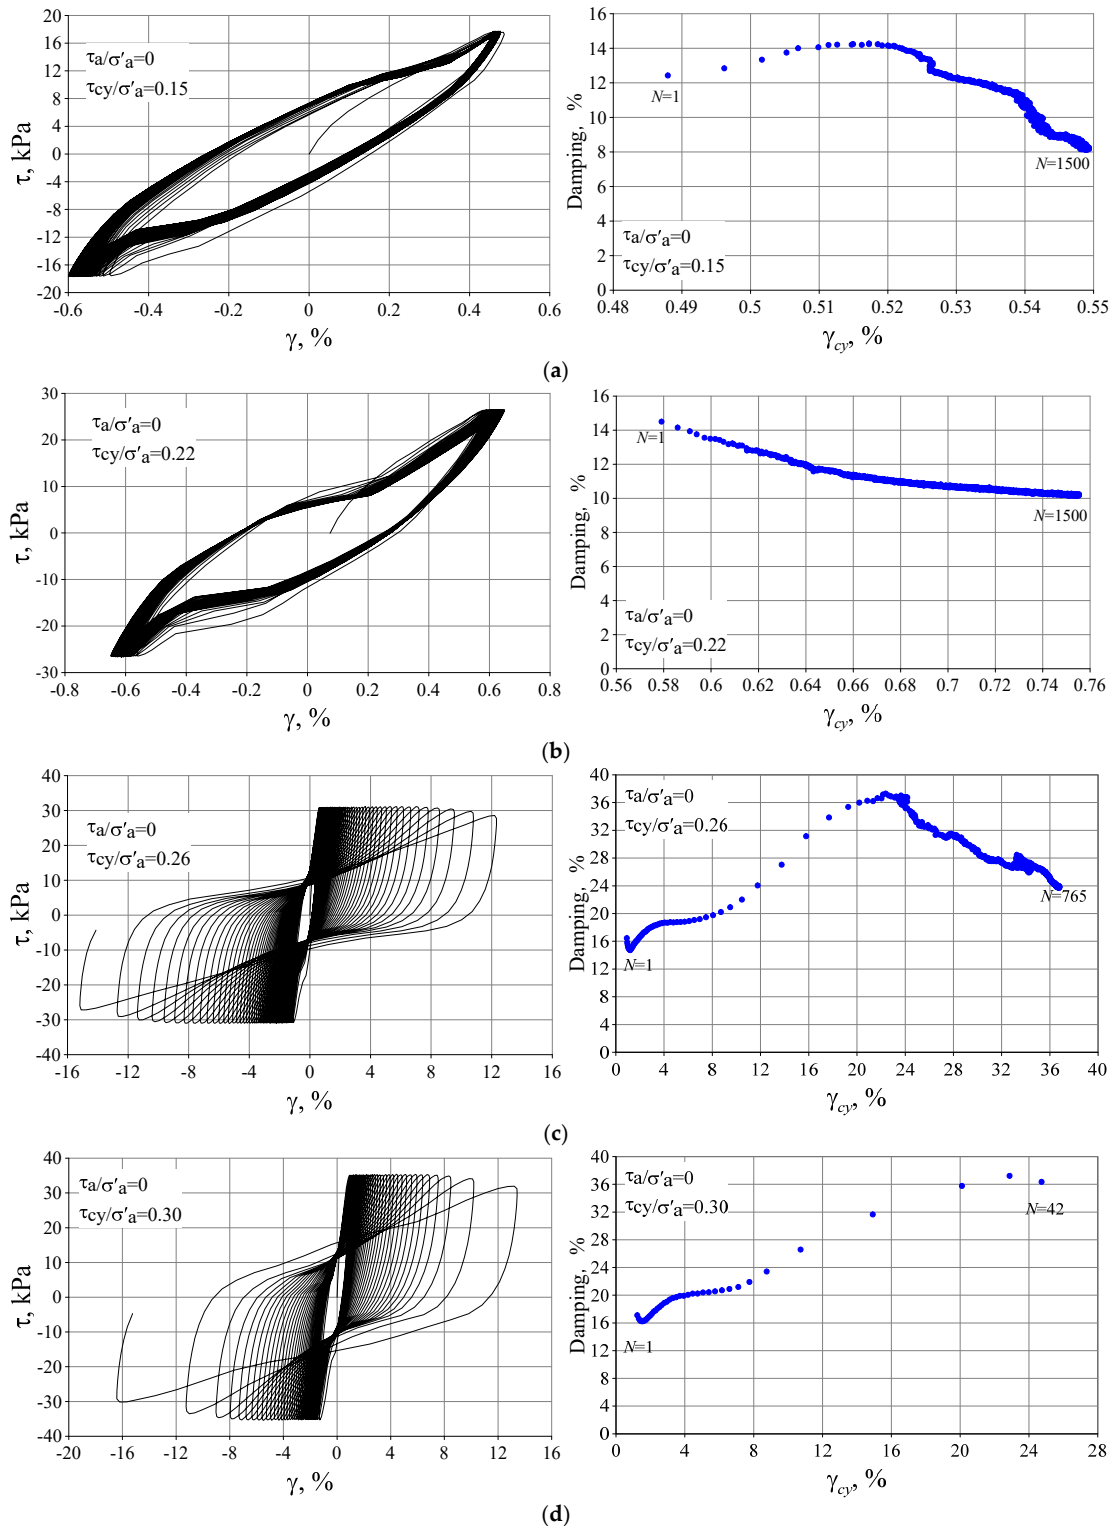 20
16
12
8
4
0
-4
-8
-12
-16
-20
τ, kPa
τa/σ′a=0
τcy/σ′a=0.15
-0.6 -0.4 -0.2 0 0.2 0.4 0.6
γ, %
16
14
12
10
8
6
4
2
0
Damping, %
N=1
N=1500
τa/σ′a=0
τcy/σ′a=0.15
0.48 0.49 0.5 0.51 0.52 0.53 0.54 0.55
γcy, %
(a)
30
20
10
0
-10
-20
-30
τ, kPa
τa/σ′a=0
τcy/σ′a=0.22
-0.8 -0.6 -0.4 -0.2 0 0.2 0.4 0.6 0.8
γ, %
16
14
12
10
8
6
4
2
0
Damping, %
N=1
N=1500
τa/σ′a=0
τcy/σ′a=0.22
0.56 0.58 0.6 0.62 0.64 0.66 0.68 0.7 0.72 0.74 0.76
γcy, %
(b)
40
30
20
10
0
-10
-20
-30
-40
τ, kPa
τa/σ′a=0
τcy/σ′a=0.26
-16 -12 -8 -4 0 4 8 12 16
γ, %
40
36
32
28
24
20
16
12
8
4
0
Damping, %
τa/σ′a=0
τcy/σ′a=0.26
N=765
N=1
0 4 8 12 16 20 24 28 32 36 40
γcy, %
(c)
40
30
20
10
0
-10
-20
-30
-40
τ, kPa
τa/σ′a=0
τcy/σ′a=0.30
-20 -16 -12 -8 -4 0 4 8 12 16
γ, %
40
36
32
28
24
20
16
12
8
4
0
Damping, %
τa/σ′a=0
τcy/σ′a=0.30
N=42
N=1
0 4 8 12 16 20 24 28
γcy, %
(d)